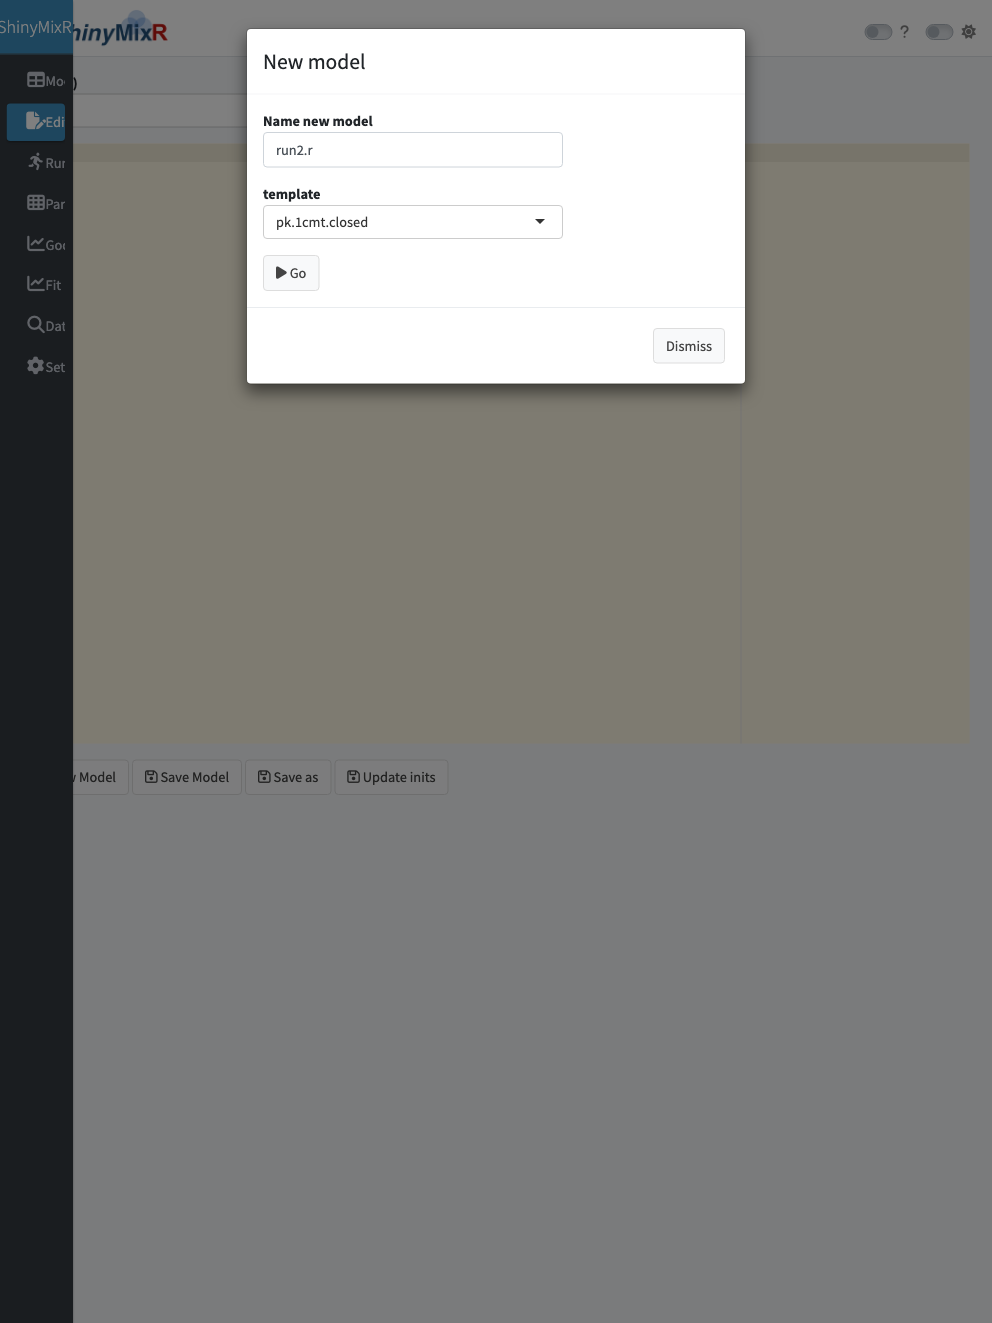 ShinyMixR
hinyMixR
?
New model
Name new model
run2.r
template
pk.1cmt.closed
Go
Dismiss
Mo
)
Edi
Run
Par
Goo
Fit
Dat
Set
Model
Save Model
Save as
Update inits